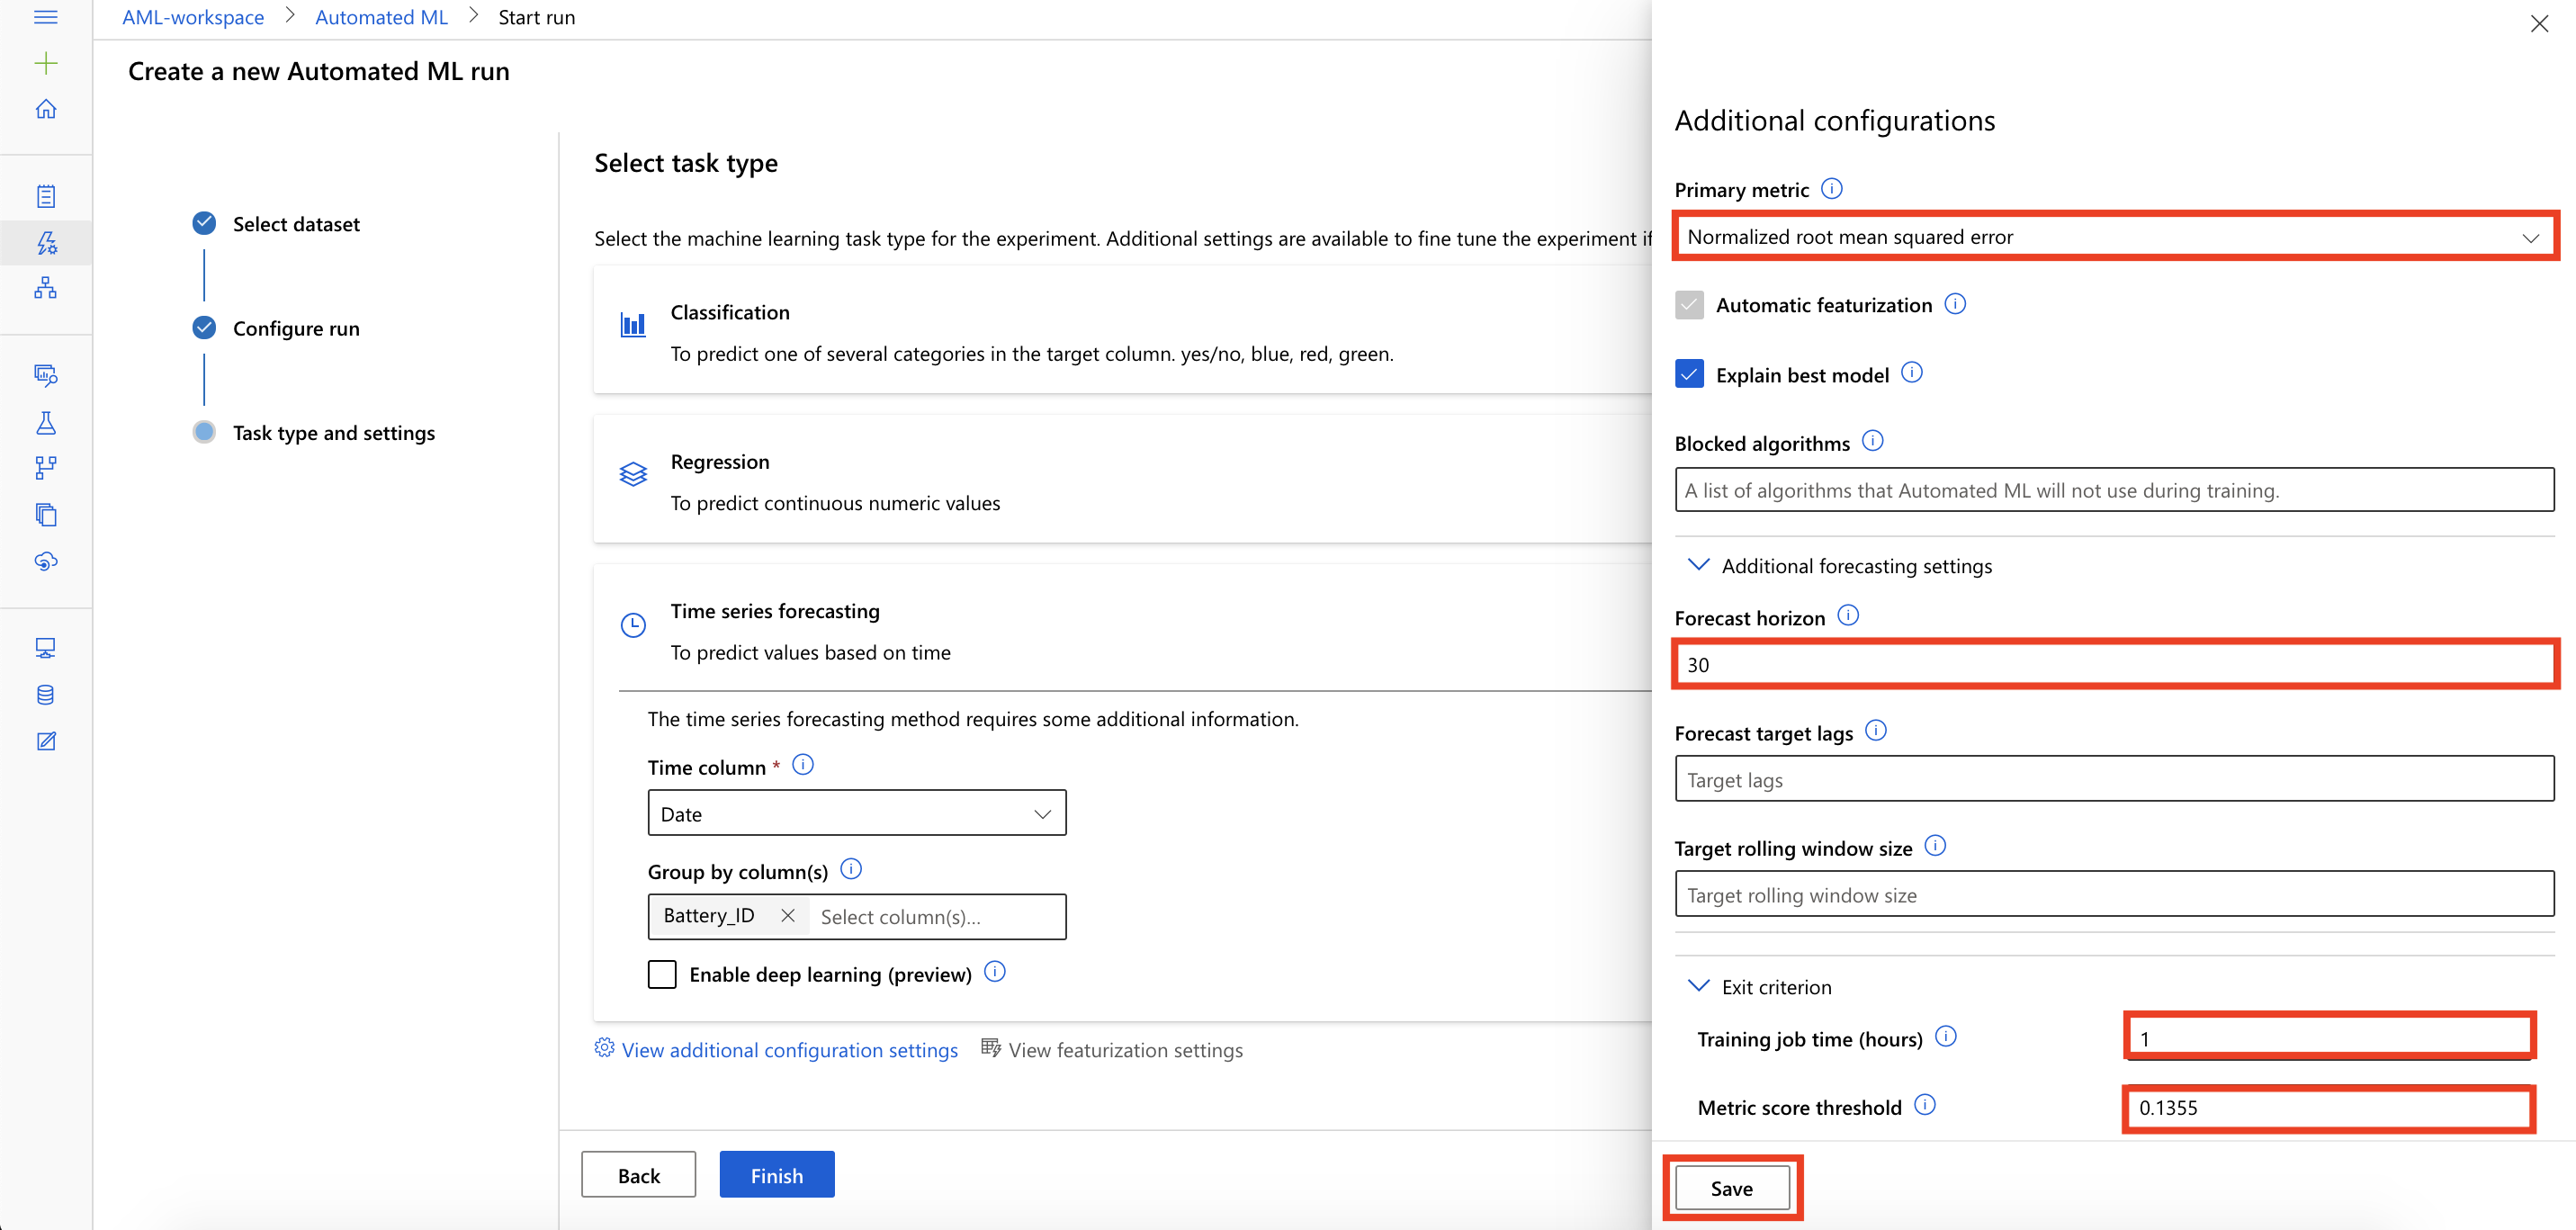 AML-workspace > Automated ML > Start run
Create a new Automated ML run
Select dataset
Configure run
Task type and settings
Select task type
Select the machine learning task type for the experiment. Additional settings are available to fine tune the experiment if
Classification
To predict one of several categories in the target column. yes/no, blue, red, green.
Regression
To predict continuous numeric values
Time series forecasting
To predict values based on time
The time series forecasting method requires some additional information.
Time column *
Date
Group by column(s)
Battery_ID Select column(s)...
Enable deep learning (preview)
View additional configuration settings View featurization settings
Back Finish
Additional configurations
Primary metric
Normalized root mean squared error
Automatic featurization
Explain best model
Blocked algorithms
A list of algorithms that Automated ML will not use during training.
Additional forecasting settings
Forecast horizon
30
Forecast target lags
Target lags
Target rolling window size
Target rolling window size
Exit criterion
Training job time (hours) 1
Metric score threshold 0.1355
Save